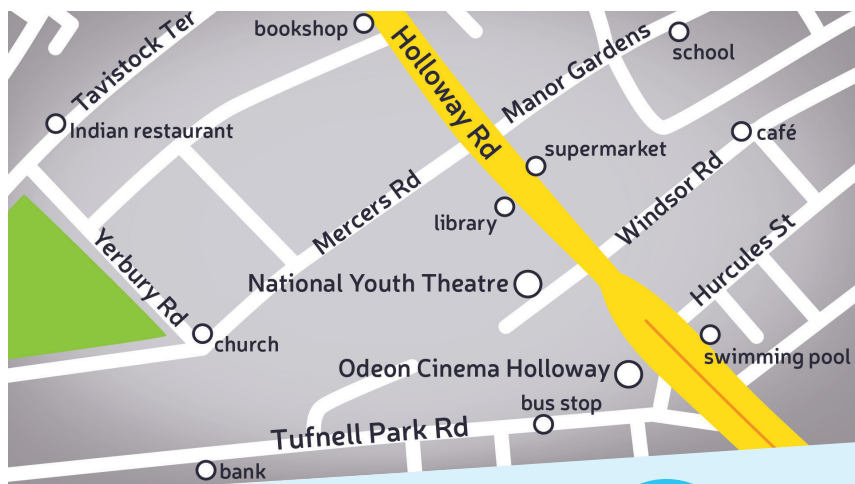 bookshop
Holloway Rd
Tavistock Ter
Manor Gardens
school
Indian restaurant
café
supermarket
Mercers Rd
library
Windsor Rd
Yerbury Rd
Hurcules St
National Youth Theatre
church
swimming pool
Odeon Cinema Holloway
bus stop
Tufnell Park Rd
bank